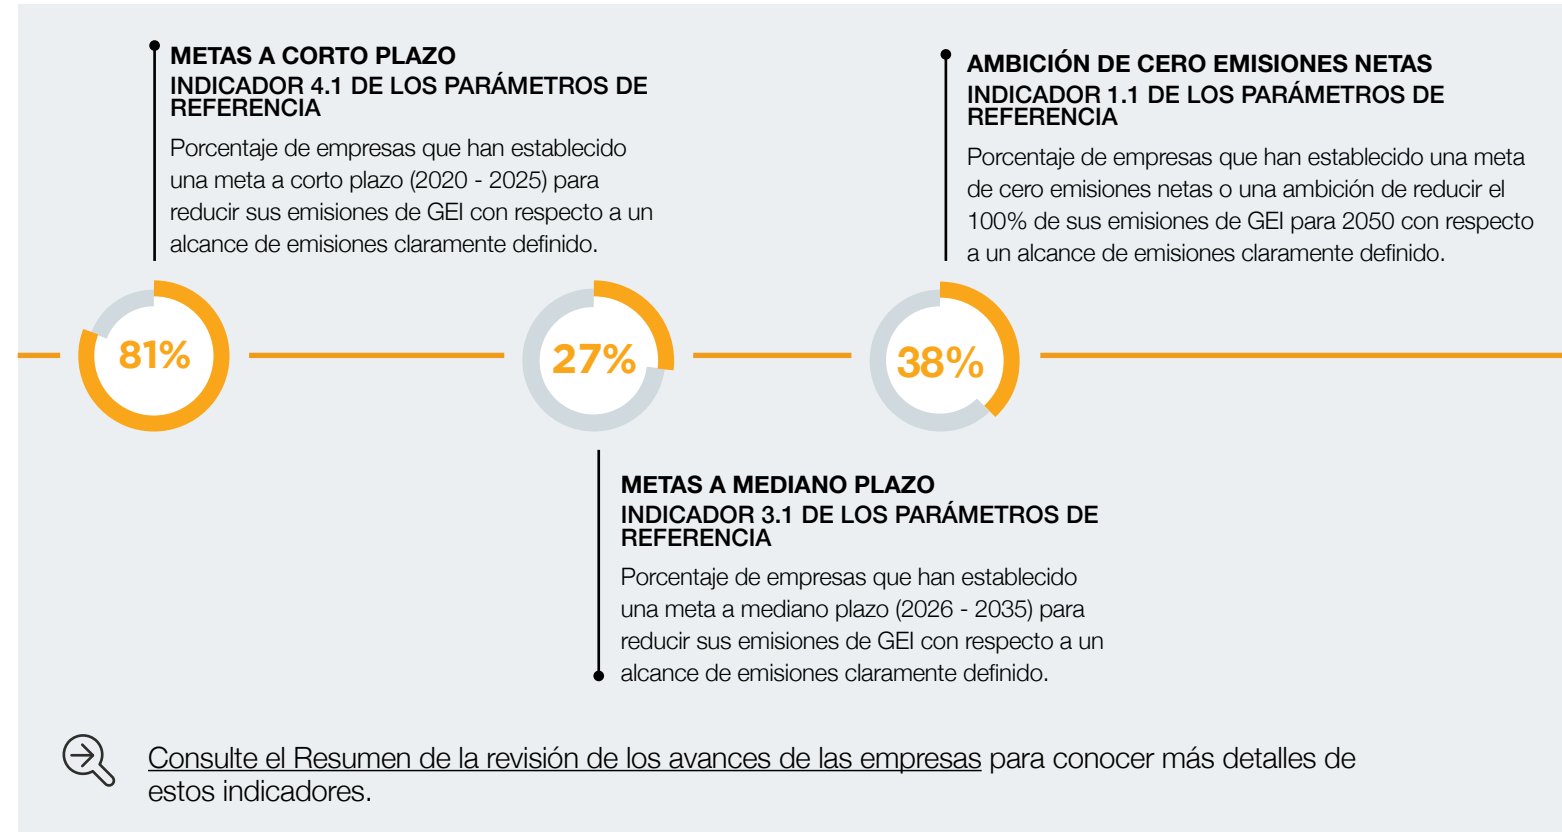 METAS A CORTO PLAZO
INDICADOR 4.1 DE LOS PARÁMETROS DE
REFERENCIA
Porcentaje de empresas que han establecido
una meta a corto plazo (2020 - 2025) para
reducir sus emisiones de GEI con respecto a un
alcance de emisiones claramente definido.
AMBICIÓN DE CERO EMISIONES NETAS
INDICADOR 1.1 DE LOS PARÁMETROS DE
REFERENCIA
Porcentaje de empresas que han establecido una meta
de cero emisiones netas o una ambición de reducir el
100% de sus emisiones de GEI para 2050 con respecto
a un alcance de emisiones claramente definido.
81%
27%
38%
METAS A MEDIANO PLAZO
INDICADOR 3.1 DE LOS PARÁMETROS DE
REFERENCIA
Porcentaje de empresas que han establecido
una meta a mediano plazo (2026 - 2035) para
reducir sus emisiones de GEI con respecto a un
alcance de emisiones claramente definido.
Consulte el Resumen de la revisión de los avances de las empresas para conocer más detalles de
estos indicadores.